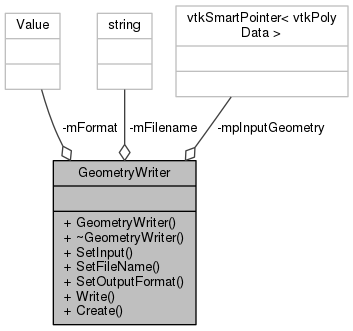 Value
string
vtkSmartPointer< vtkPoly
Data >
-mFormat
-mFilename
-mpInputGeometry
GeometryWriter
+ GeometryWriter()
+ ~GeometryWriter()
+ SetInput()
+ SetFileName()
+ SetOutputFormat()
+ Write()
+ Create()